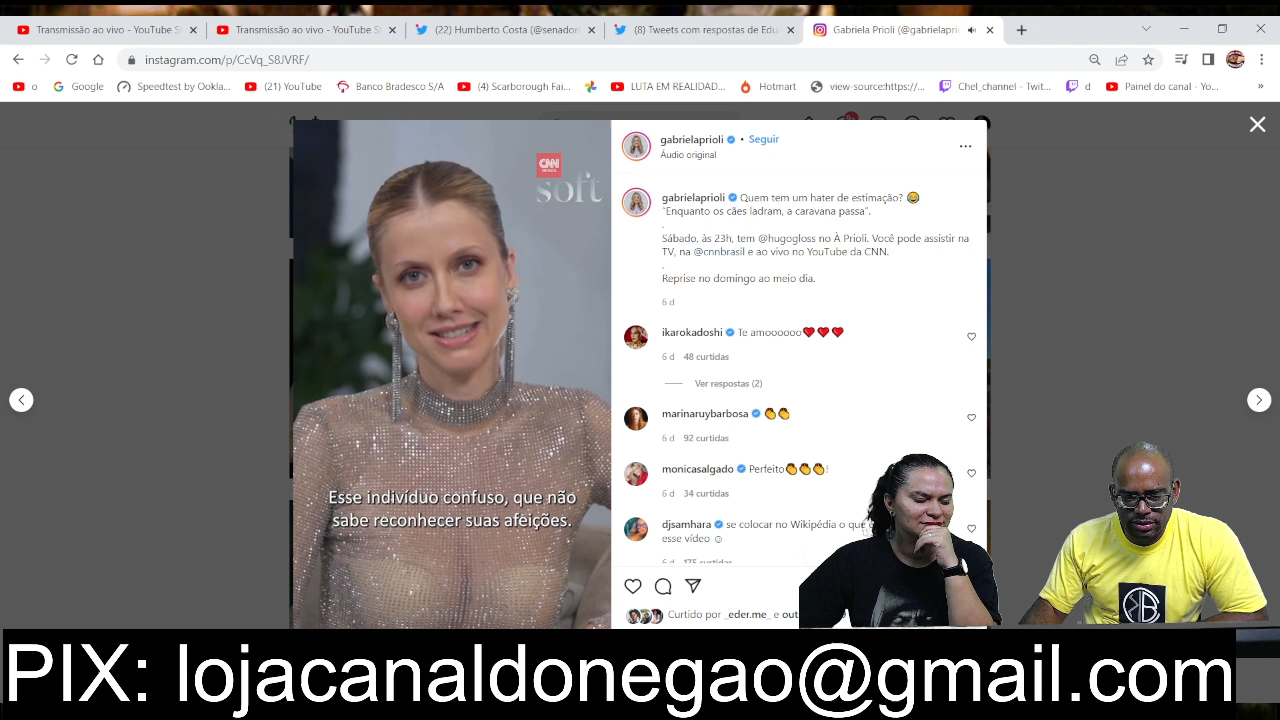 Transmissão ao vivo - YouTube S
Transmissão ao vivo - YouTube S
(22) Humberto Costa (@senador
(8) Tweets com respostas de Edu
Gabriela Prioli (@gabrielaprioli
instagram.com/p/CcVq_S8JVRF/
o
Google
Speedtest by Ookla...
(21) YouTube
Banco Bradesco S/A
(4) Scarborough Fai...
LUTA EM REALIDAD...
Hotmart
view-source:https://...
Chel_channel - Twit...
d
Painel do canal - Yo...
»
CNN
BRASIL
soft
gabrielaprioli • Seguir
Áudio original
gabrielaprioli Quem tem um hater de estimação? 😂
“Enquanto os cães ladram, a caravana passa”.
.
Sábado, às 23h, tem @hugogloss no À Prioli. Você pode assistir na
TV, na @cnnbrasil e ao vivo no YouTube da CNN.
.
Reprise no domingo ao meio dia.
6 d
ikarokadoshi Te amoooooo❤️❤️❤️
6 d 48 curtidas
Ver respostas (2)
marinaruybarbosa 👏👏
6 d 92 curtidas
monicasalgado Perfeito👏👏👏!
6 d 34 curtidas
djsamhara se colocar no Wikipédia o que
esse vídeo ☺
6 d 175 curtidas
Curtido por _eder.me_ e out
Esse indivíduo confuso, que não
sabe reconhecer suas afeições.
PIX: lojacanaldonegao@gmail.com